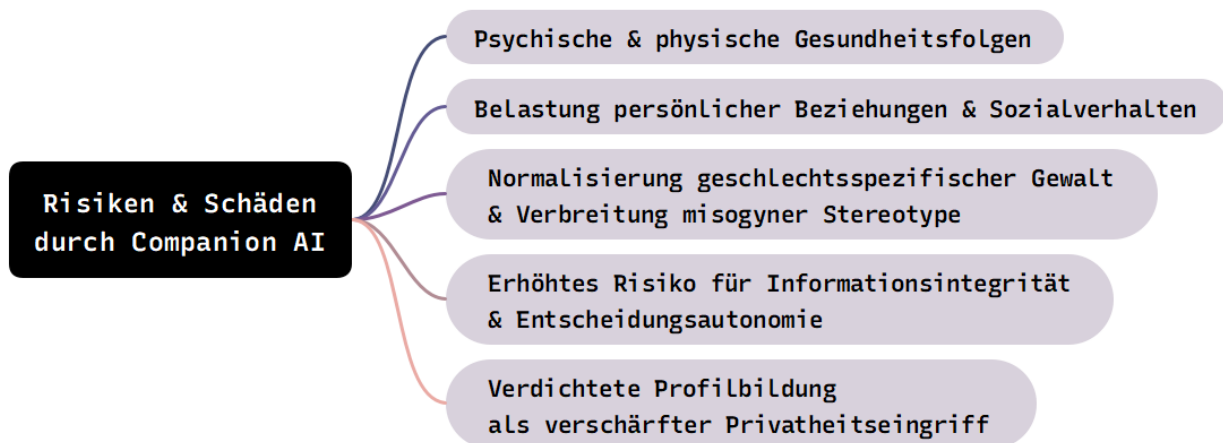 Risiken & Schäden
durch Companion AI
Psychische & physische Gesundheitsfolgen
Belastung persönlicher Beziehungen & Sozialverhalten
Normalisierung geschlechtsspezifischer Gewalt
& Verbreitung misogyner Stereotype
Erhöhtes Risiko für Informationsintegrität
& Entscheidungsautonomie
Verdichtete Profilbildung
als verschärfter Privatheitseingriff